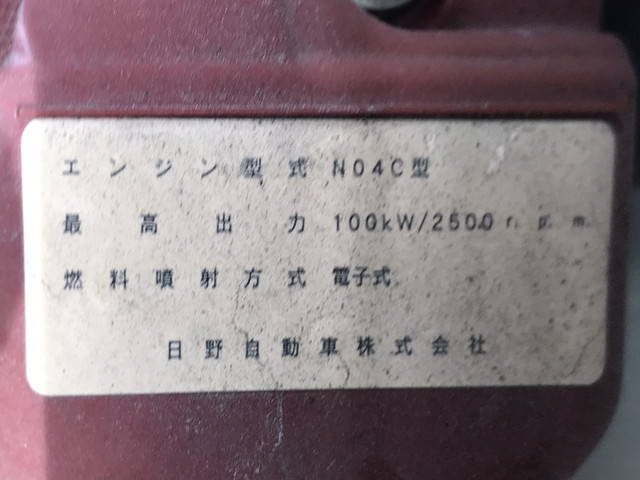 エンジン型式 N04C型
最高出力 100kW/2500r.p.m.
燃料噴射方式 電子式
日野自動車株式会社